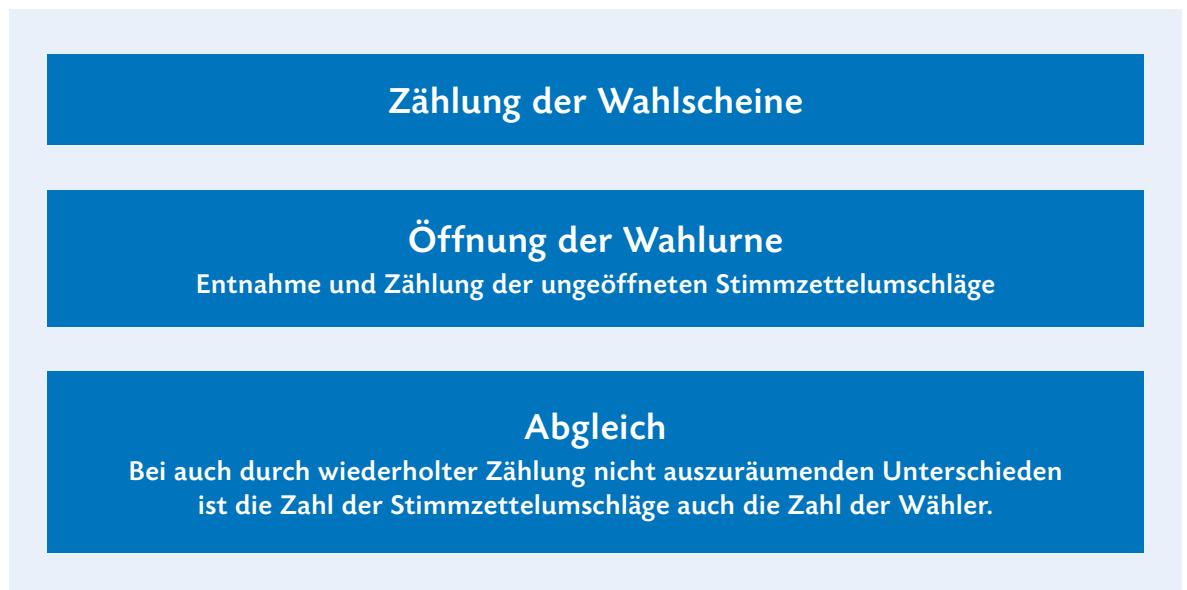 Zählung der Wahlscheine
Öffnung der Wahlurne
Entnahme und Zählung der ungeöffneten Stimmzettelumschläge
Abgleich
Bei auch durch wiederholter Zählung nicht auszuräumenden Unterschieden
ist die Zahl der Stimmzettelumschläge auch die Zahl der Wähler.